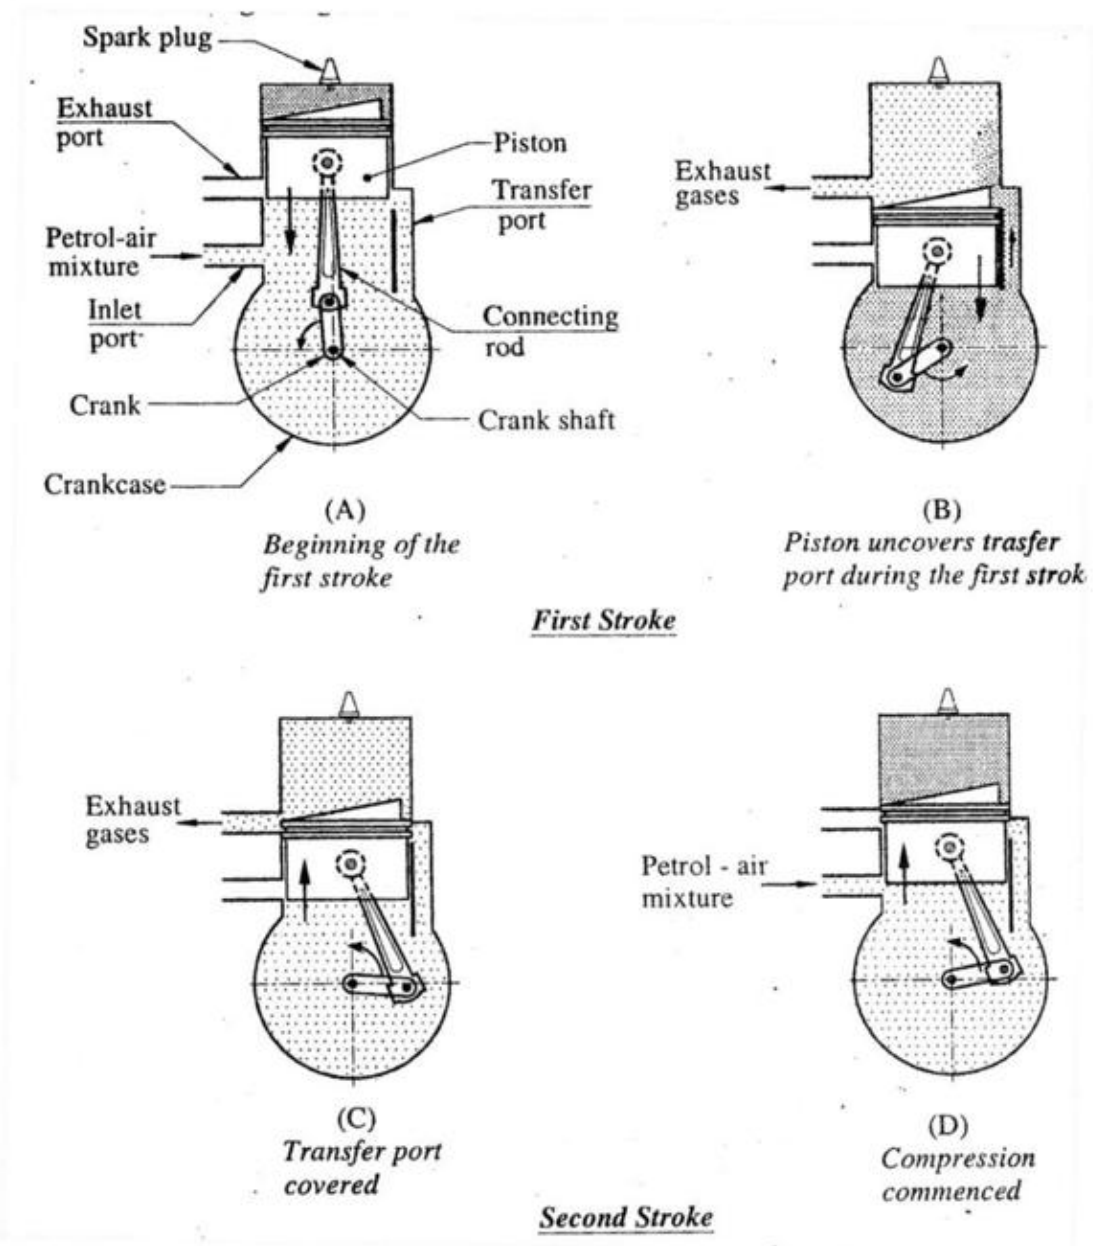 Spark plug
Exhaust
port
Piston
Transfer
port
Petrol-air
mixture
Inlet
port
Connecting
rod
Crank
Crank shaft
Crankcase
(A)
Beginning of the
first stroke
Exhaust
gases
(B)
Piston uncovers trasfer
port during the first strok
First Stroke
Exhaust
gases
(C)
Transfer port
covered
Petrol - air
mixture
(D)
Compression
commenced
Second Stroke